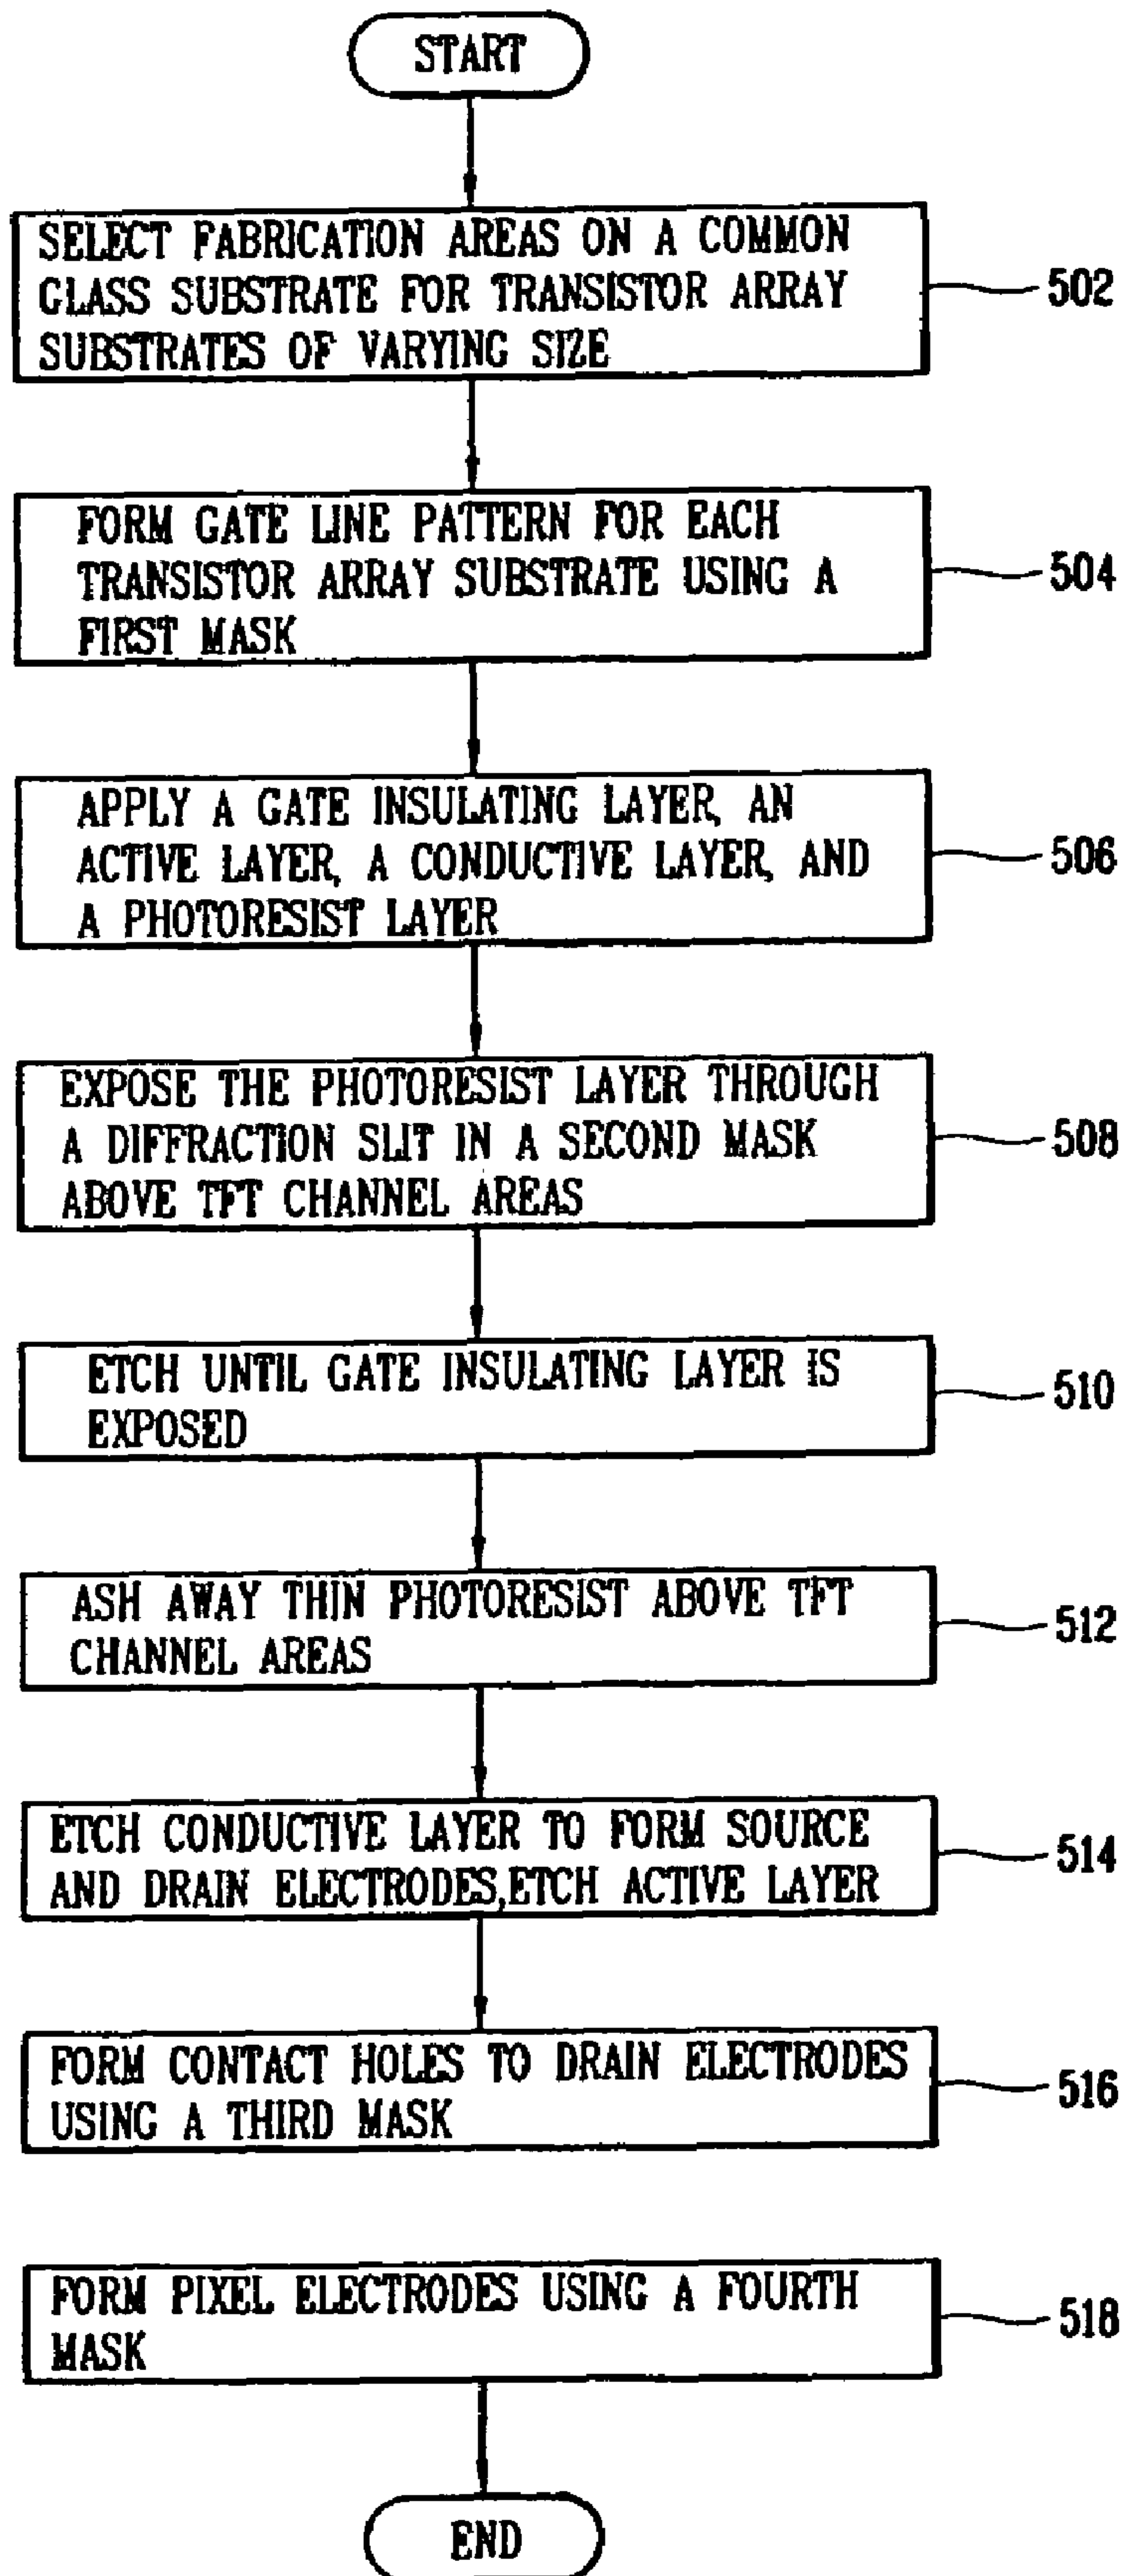 START
SELECT FABRICATION AREAS ON A COMMON
GLASS SUBSTRATE FOR TRANSISTOR ARRAY
SUBSTRATES OF VARYING SIZE
502
FORM GATE LINE PATTERN FOR EACH
TRANSISTOR ARRAY SUBSTRATE USING A
FIRST MASK
504
APPLY A GATE INSULATING LAYER, AN
ACTIVE LAYER, A CONDUCTIVE LAYER, AND
A PHOTORESIST LAYER
506
EXPOSE THE PHOTORESIST LAYER THROUGH
A DIFFRACTION SLIT IN A SECOND MASK
ABOVE TFT CHANNEL AREAS
508
ETCH UNTIL GATE INSULATING LAYER IS
EXPOSED
510
ASH AWAY THIN PHOTORESIST ABOVE TFT
CHANNEL AREAS
512
ETCH CONDUCTIVE LAYER TO FORM SOURCE
AND DRAIN ELECTRODES,ETCH ACTIVE LAYER
514
FORM CONTACT HOLES TO DRAIN ELECTRODES
USING A THIRD MASK
516
FORM PIXEL ELECTRODES USING A FOURTH
MASK
518
END